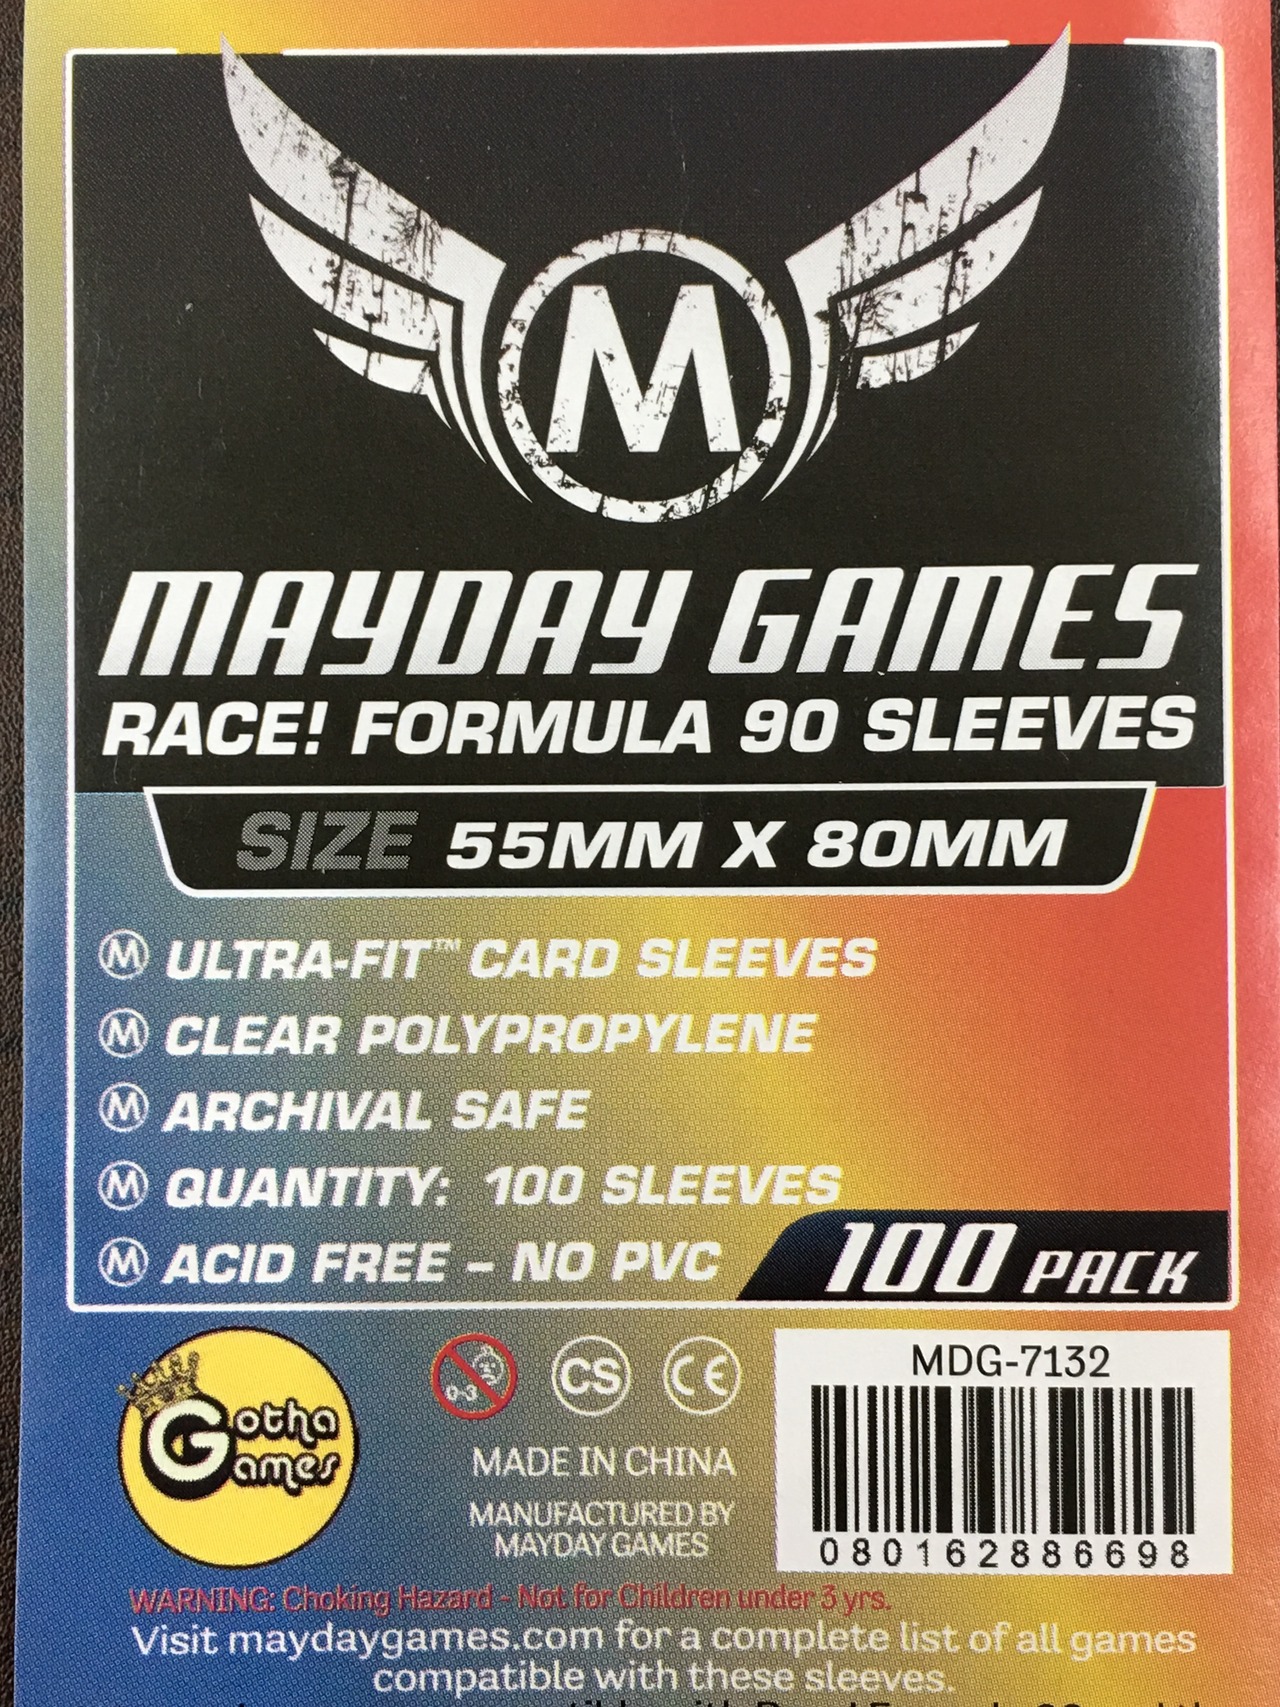 M
MAYDAY GAMES
RACE! FORMULA 90 SLEEVES
SIZE 55MM X 80MM
M ULTRA-FIT™ CARD SLEEVES
M CLEAR POLYPROPYLENE
M ARCHIVAL SAFE
M QUANTITY: 100 SLEEVES
M ACID FREE – NO PVC
100 PACK
Gotha
Games
0-3 CS CE
MADE IN CHINA
MANUFACTURED BY
MAYDAY GAMES
MDG-7132
080162886698
WARNING: Choking Hazard - Not for Children under 3 yrs.
Visit maydaygames.com for a complete list of all games
compatible with these sleeves.